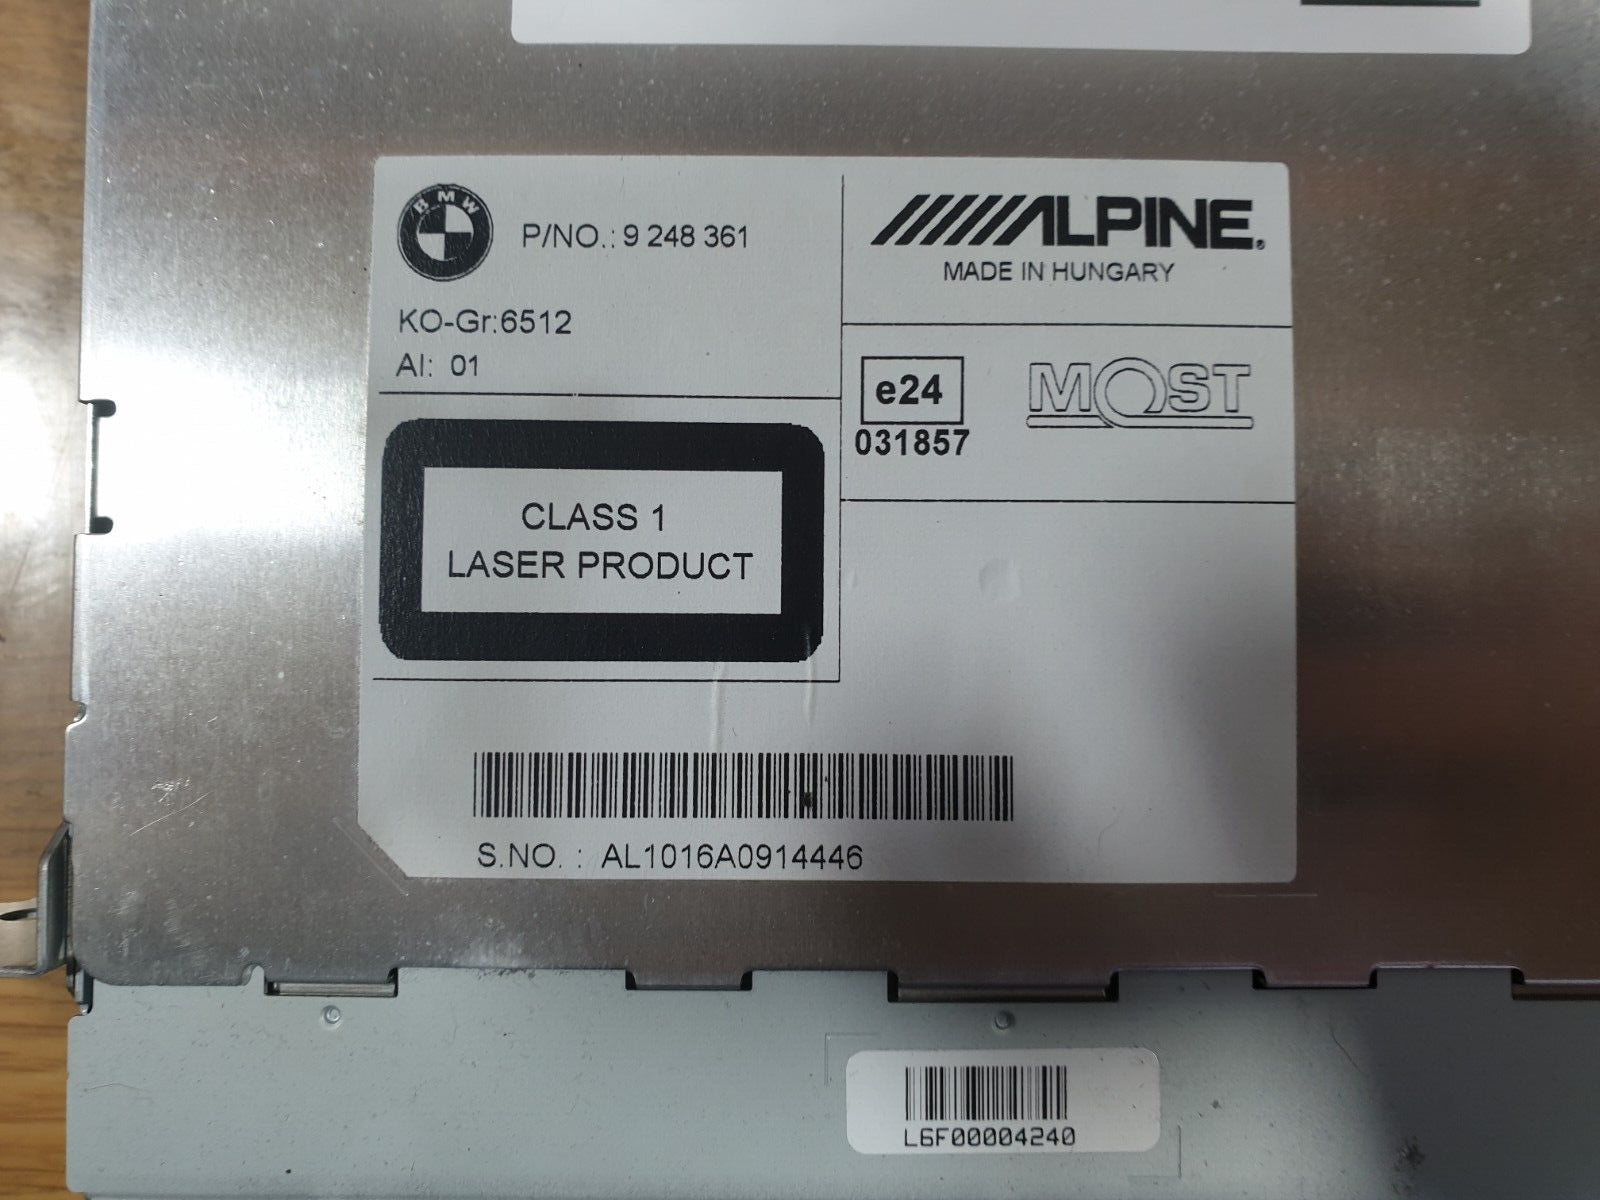 BMW
P/NO.: 9 248 361
KO-Gr:6512
AI: 01
ALPINE®
MADE IN HUNGARY
e24
031857
MOST
CLASS 1
LASER PRODUCT
S.NO. : AL1016A0914446
L6F00004240